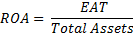 ROA = EAT / Total Assets